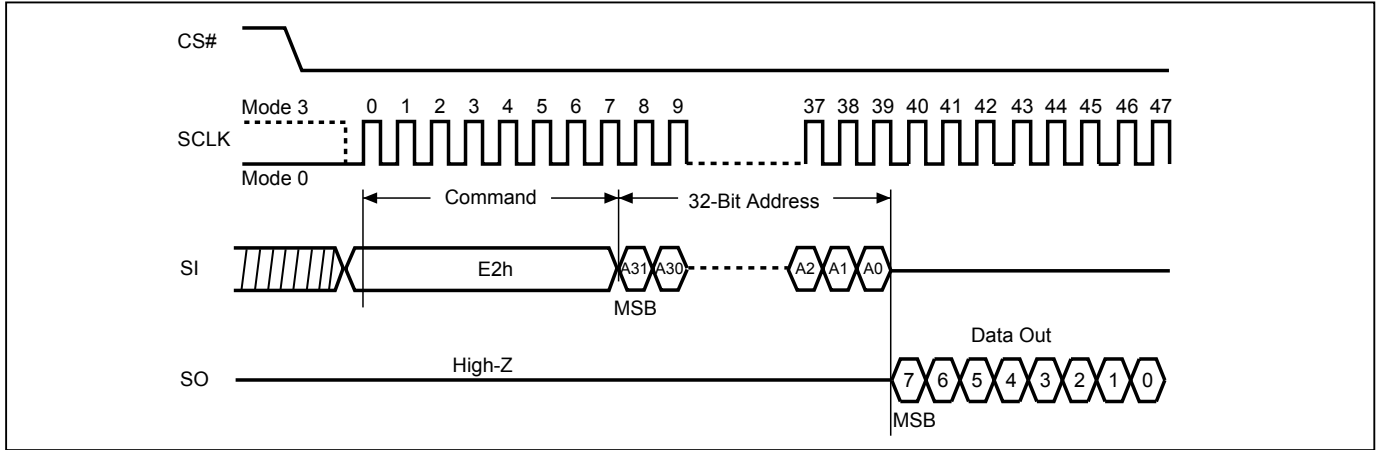 CS#
Mode 3 0 1 2 3 4 5 6 7 8 9 37 38 39 40 41 42 43 44 45 46 47
SCLK
Mode 0
Command 32-Bit Address
SI E2h A31 A30 A2 A1 A0
MSB
Data Out
High-Z
SO 7 6 5 4 3 2 1 0
MSB